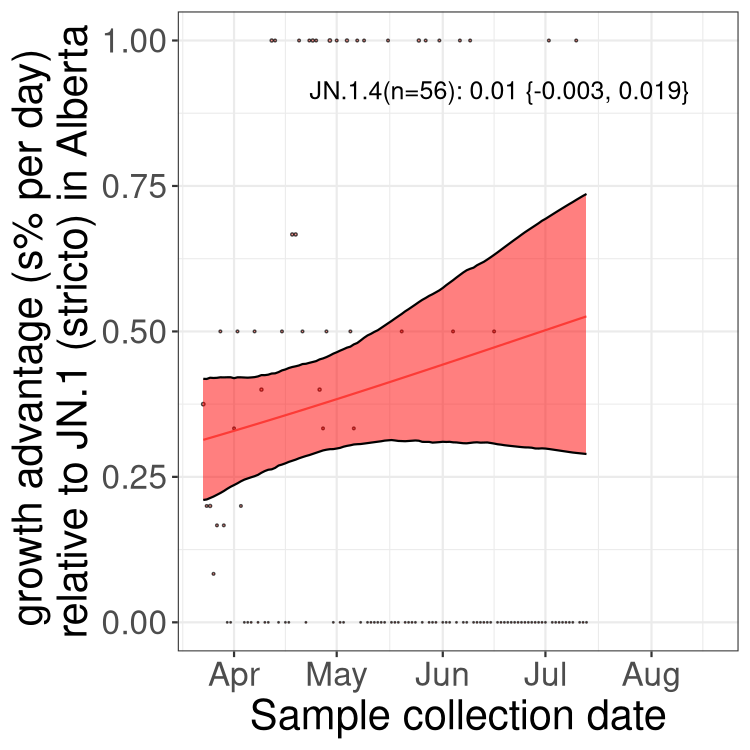 growth advantage (s% per day)
relative to JN.1 (stricto) in Alberta
1.00
0.75
0.50
0.25
0.00
JN.1.4(n=56): 0.01 {-0.003, 0.019}
Apr May Jun Jul Aug
Sample collection date